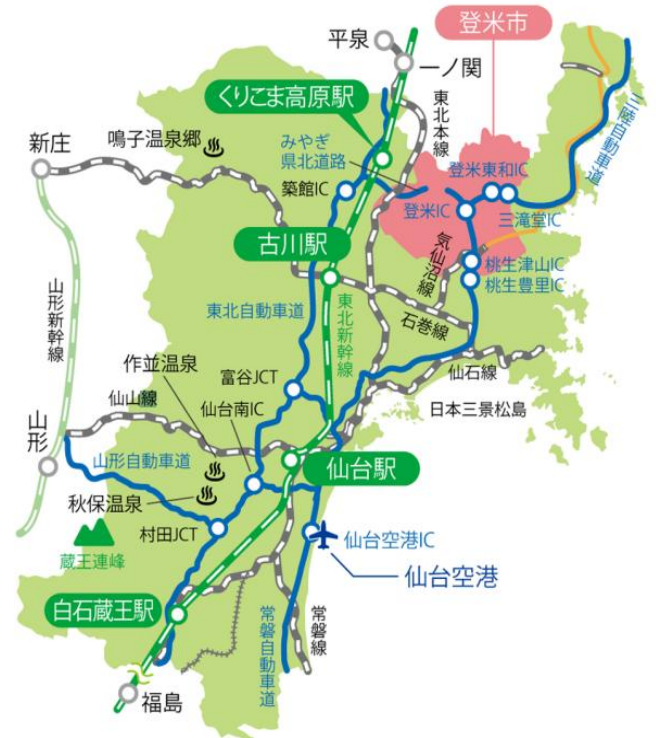 登米市
平泉
一ノ関
くりこま高原駅
東北本線
三陸自動車道
みやぎ
県北道路
新庄
鳴子温泉郷
登米東和IC
築館IC
登米IC
三滝堂IC
古川駅
気仙沼線
桃生津山IC
桃生豊里IC
山形新幹線
東北自動車道
東北新幹線
石巻線
作並温泉
富谷JCT
仙石線
仙山線
仙台南IC
日本三景松島
山形
山形自動車道
仙台駅
秋保温泉
村田JCT
仙台空港IC
蔵王連峰
仙台空港
白石蔵王駅
常磐自動車道
常磐線
福島